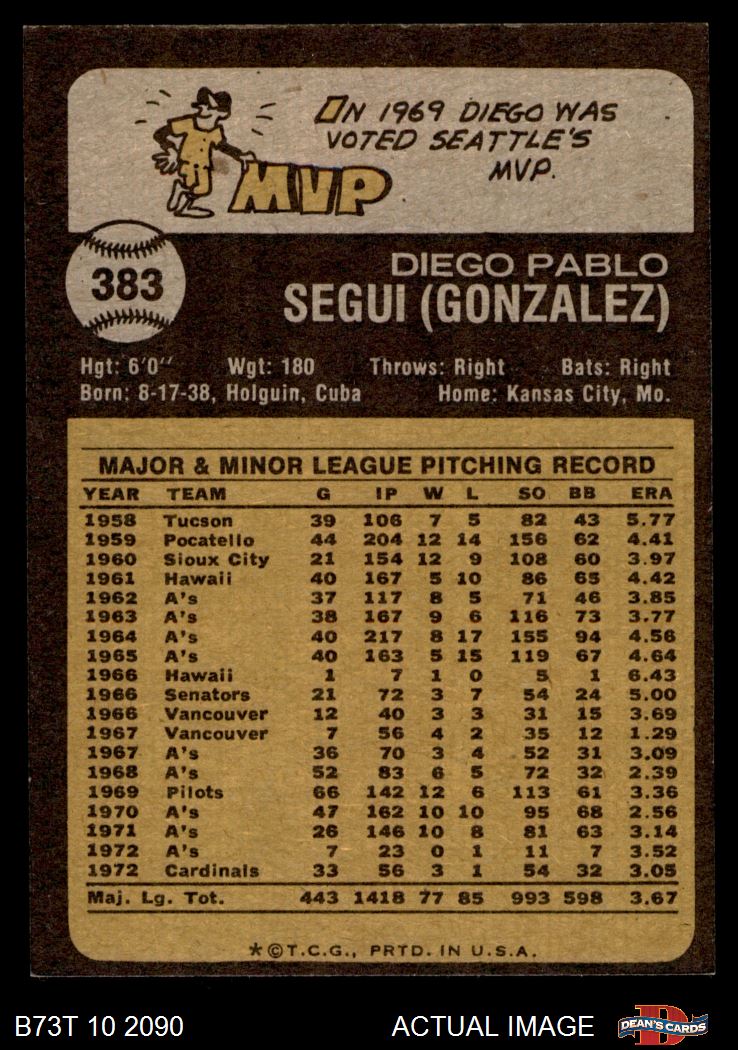 IN 1969 DIEGO WAS
VOTED SEATTLE'S
MVP.
MVP
383
DIEGO PABLO
SEGUI (GONZALEZ)
Hgt: 6'0" Wgt: 180 Throws: Right Bats: Right
Born: 8-17-38, Holguin, Cuba Home: Kansas City, Mo.
MAJOR & MINOR LEAGUE PITCHING RECORD
YEAR TEAM G IP W L SO BB ERA
1958 Tucson 39 106 7 5 82 43 5.77
1959 Pocatello 44 204 12 14 156 62 4.41
1960 Sioux City 21 154 12 9 108 60 3.97
1961 Hawaii 40 167 5 10 86 65 4.42
1962 A's 37 117 8 5 71 46 3.85
1963 A's 38 167 9 6 116 73 3.77
1964 A's 40 217 8 17 155 94 4.56
1965 A's 40 163 5 15 119 67 4.64
1966 Hawaii 1 7 1 0 5 1 6.43
1966 Senators 21 72 3 7 54 24 5.00
1966 Vancouver 12 40 3 3 31 15 3.69
1967 Vancouver 7 56 4 2 35 12 1.29
1967 A's 36 70 3 4 52 31 3.09
1968 A's 52 83 6 5 72 32 2.39
1969 Pilots 66 142 12 6 113 61 3.36
1970 A's 47 162 10 10 95 68 2.56
1971 A's 26 146 10 8 81 63 3.14
1972 A's 7 23 0 1 11 7 3.52
1972 Cardinals 33 56 3 1 54 32 3.05
Maj. Lg. Tot. 443 1418 77 85 993 598 3.67
*©T.C.G., PRTD. IN U.S.A.
B73T 10 2090 ACTUAL IMAGE D DEAN'S CARDS